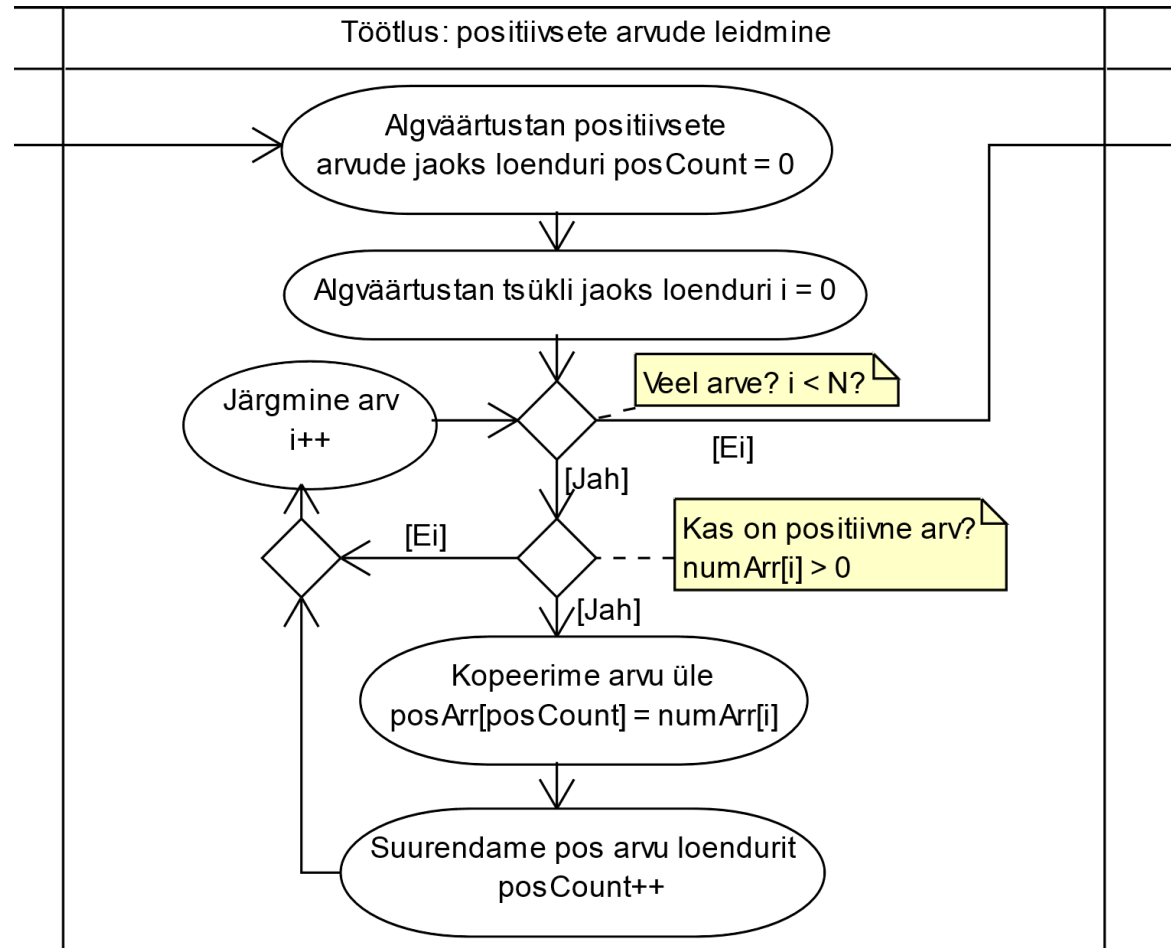 Töötlus: positiivsete arvude leidmine
Algväärtustan positiivsete
arvude jaoks loenduri posCount = 0
Algväärtustan tsükli jaoks loenduri i = 0
Veel arve? i < N?
Järgmine arv
i++
[Ei]
[Jah]
Kas on positiivne arv?
numArr[i] > 0
[Ei]
[Jah]
Kopeerime arvu üle
posArr[posCount] = numArr[i]
Suurendame pos arvu loendurit
posCount++